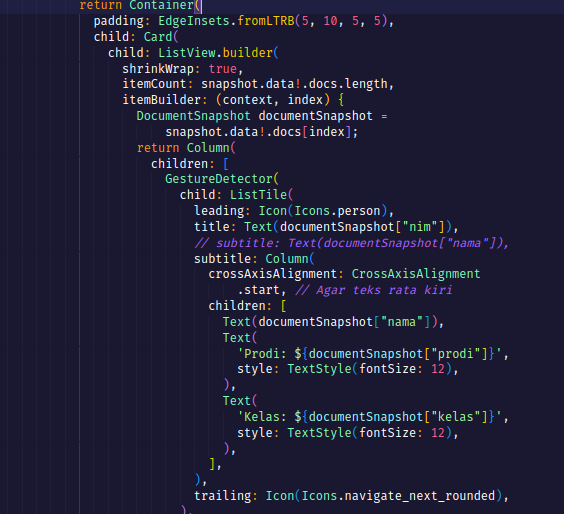 return Container(
padding: EdgeInsets.fromLTRB(5, 10, 5, 5),
child: Card(
child: ListView.builder(
shrinkWrap: true,
itemCount: snapshot.data!.docs.length,
itemBuilder: (context, index) {
DocumentSnapshot documentSnapshot =
snapshot.data!.docs[index];
return Column(
children: [
GestureDetector(
child: ListTile(
leading: Icon(Icons.person),
title: Text(documentSnapshot["nim"]),
// subtitle: Text(documentSnapshot["nama"]),
subtitle: Column(
crossAxisAlignment: CrossAxisAlignment
.start, // Agar teks rata kiri
children: [
Text(documentSnapshot["nama"]),
Text(
'Prodi: ${documentSnapshot["prodi"]}',
style: TextStyle(fontSize: 12),
),
Text(
'Kelas: ${documentSnapshot["kelas"]}',
style: TextStyle(fontSize: 12),
),
],
),
trailing: Icon(Icons.navigate_next_rounded),
),